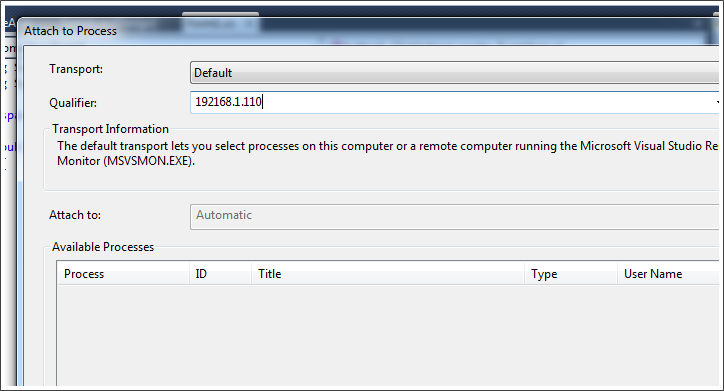 Attach to Process
Transport:
Default
Qualifier:
192168.1.110
Transport Information
The default transport lets you select processes on this computer or a remote computer running the Microsoft Visual Studio Re
Monitor (MSVSMON.EXE).
Attach to:
Automatic
Available Processes
Process ID Title Type User Name